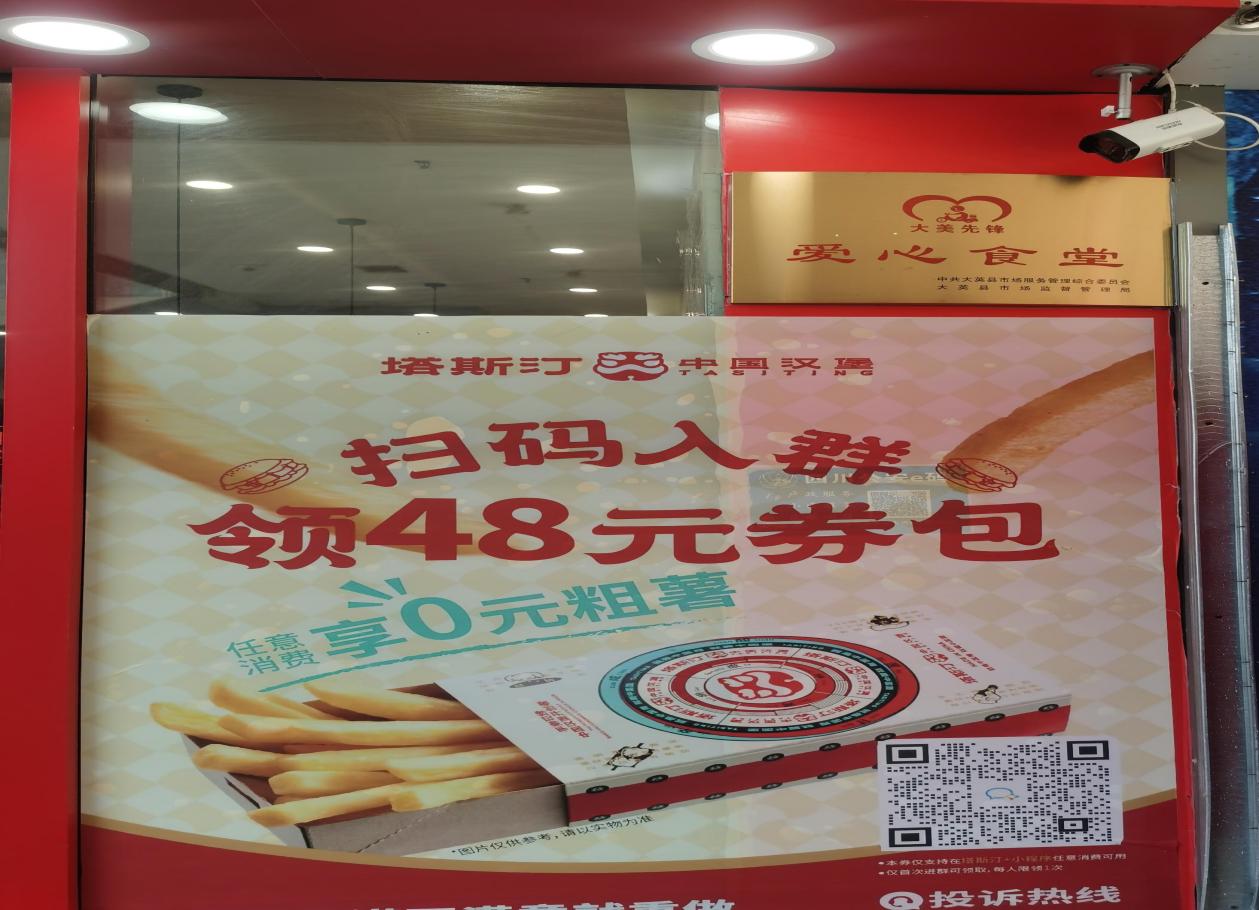 大美先锋
爱心食堂
中共大英县市场服务管理综合委员会
大英县市场监督管理局
塔斯汀 中国汉堡
TASITING
扫码入群
领48元券包
任意消费 享0元粗薯
*图片仅供参考,请以实物为准
•本券仅支持在塔斯汀+小程序任意消费可用
•仅首次进群可领取,每人限领1次
投诉热线